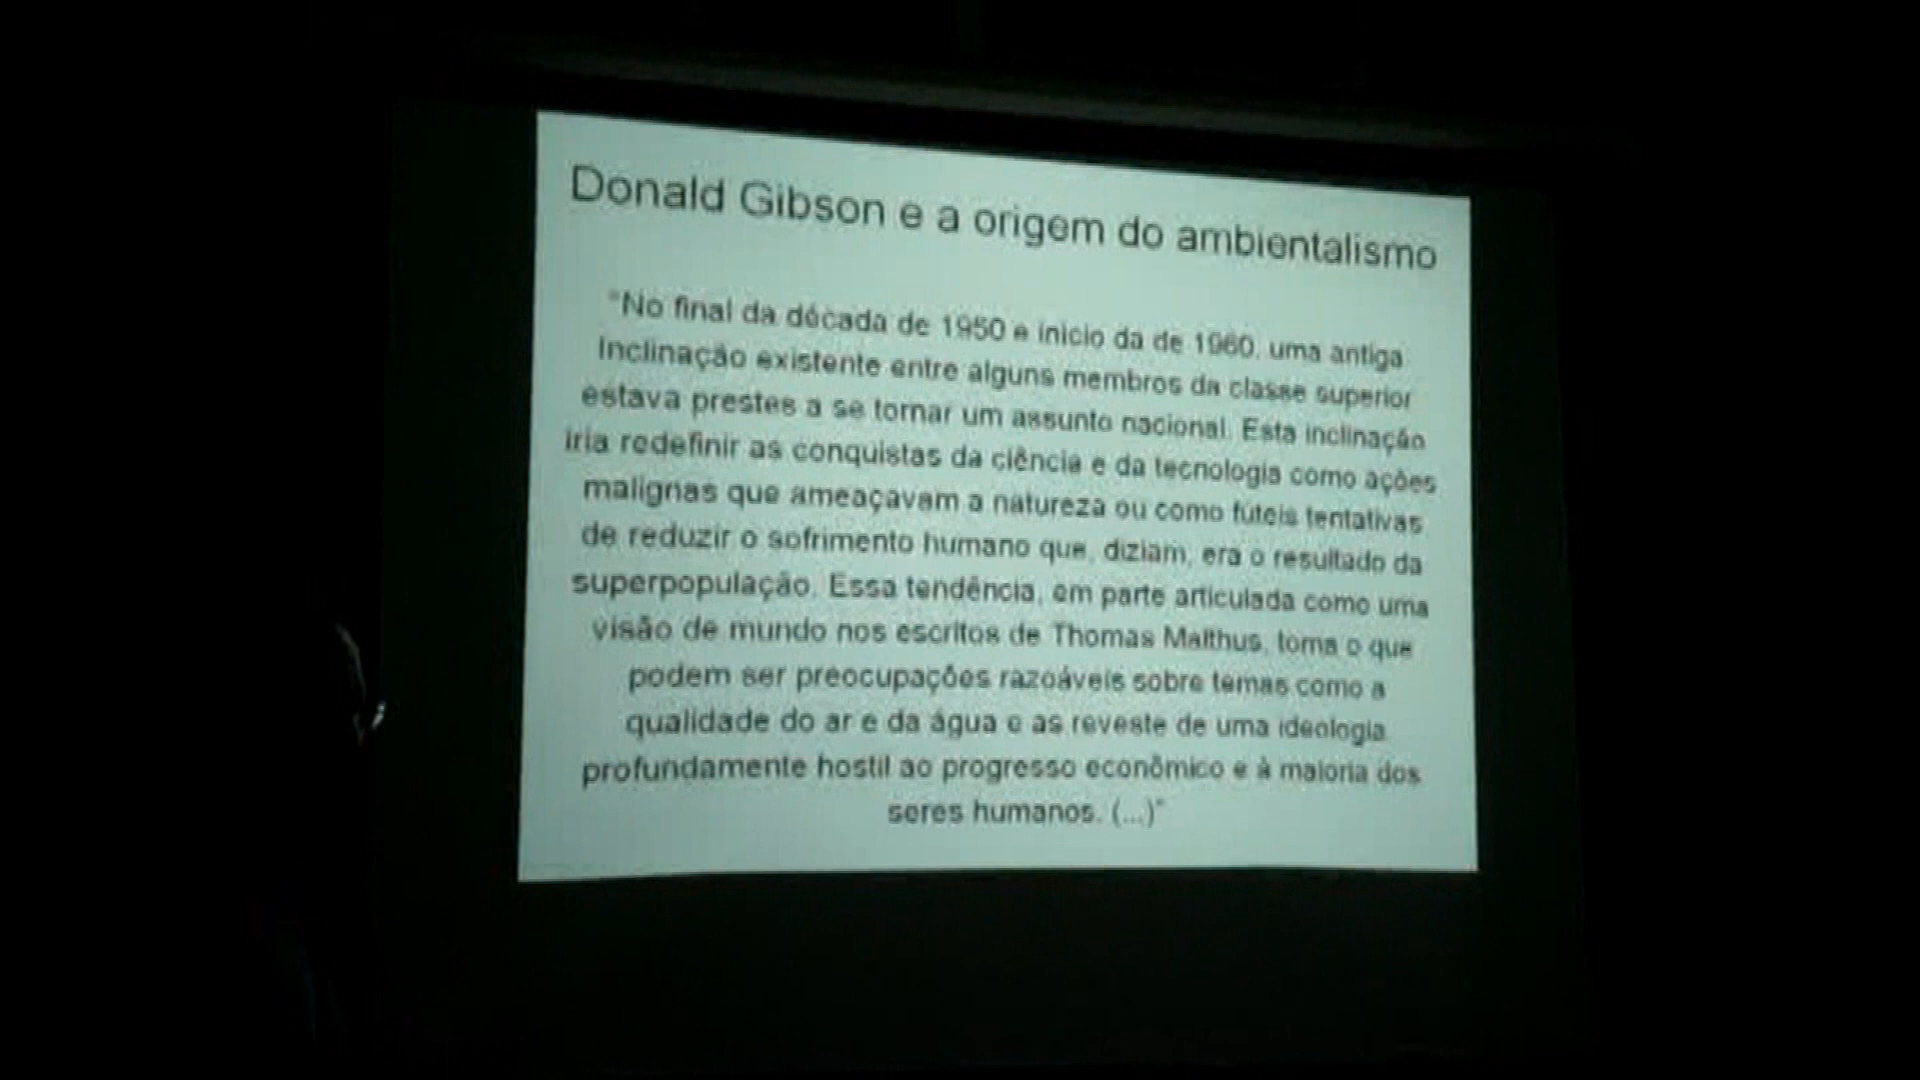 Donald Gibson e a origem do ambientalismo
"No final da década de 1950 e início da de 1960, uma antiga
inclinação existente entre alguns membros da classe superior
estava prestes a se tornar um assunto nacional. Esta inclinação
iria redefinir as conquistas da ciência e da tecnologia como ações
malignas que ameaçavam a natureza ou como fúteis tentativas
de reduzir o sofrimento humano que, diziam, era o resultado da
superpopulação. Essa tendência, em parte articulada como uma
visão de mundo nos escritos de Thomas Malthus, toma o que
podem ser preocupações razoáveis sobre temas como a
qualidade do ar e da água e as reveste de uma ideologia
profundamente hostil ao progresso econômico e à maioria dos
seres humanos. (...)"